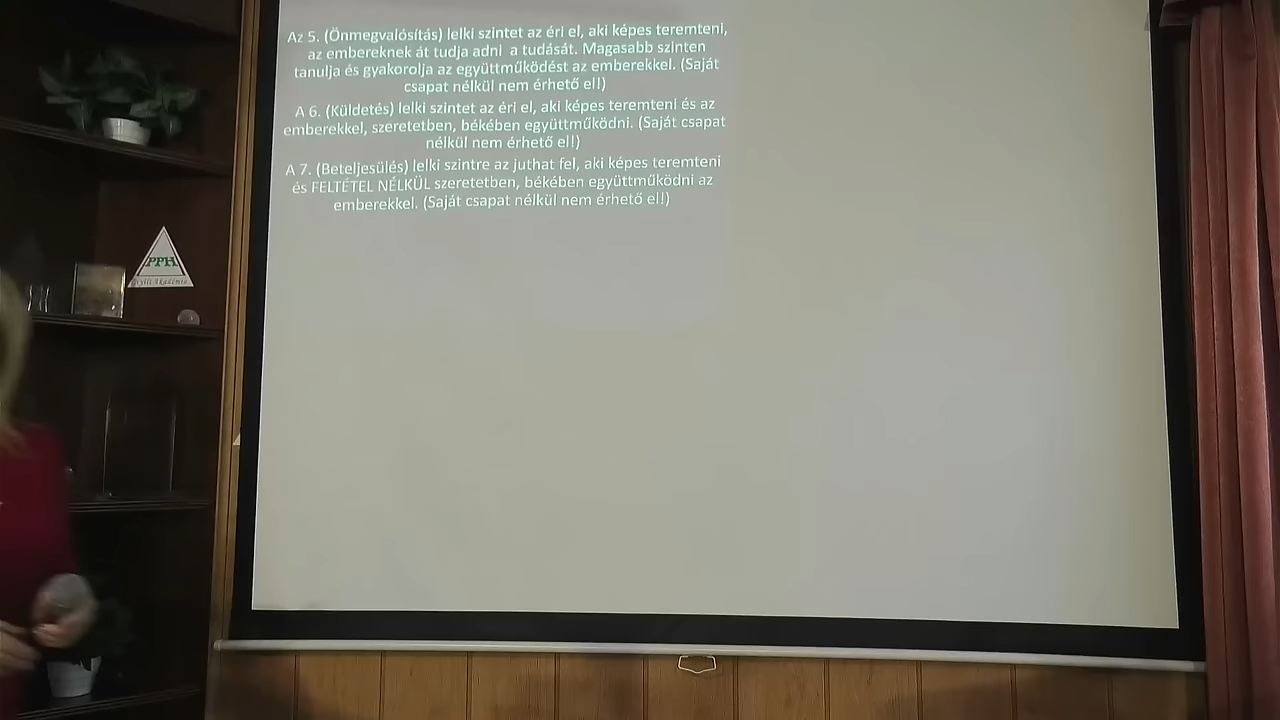 Az 5. (Önmegvalósítás) lelki szintet az éri el, aki képes teremteni,
az embereknek át tudja adni a tudását. Magasabb szinten
tanulja és gyakorolja az együttműködést az emberekkel. (Saját
csapat nélkül nem érhető el!)
A 6. (Küldetés) lelki szintet az éri el, aki képes teremteni és az
emberekkel, szeretetben, békében együttműködni. (Saját csapat
nélkül nem érhető el!)
A 7. (Beteljesülés) lelki szintre az juthat fel, aki képes teremteni
és FELTÉTEL NÉLKÜL szeretetben, békében együttműködni az
emberekkel. (Saját csapat nélkül nem érhető el!)
PFH
Akadémia